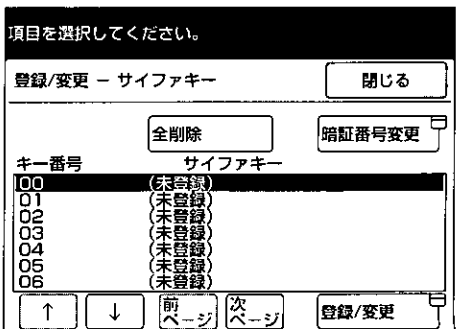 項目を選択してください。
登録/変更 − サイファキー 閉じる
全削除 暗証番号変更
キー番号 サイファキー
00 (未登録)
01 (未登録)
02 (未登録)
03 (未登録)
04 (未登録)
05 (未登録)
06 (未登録)
↑ ↓ 前ページ 次ページ 登録/変更